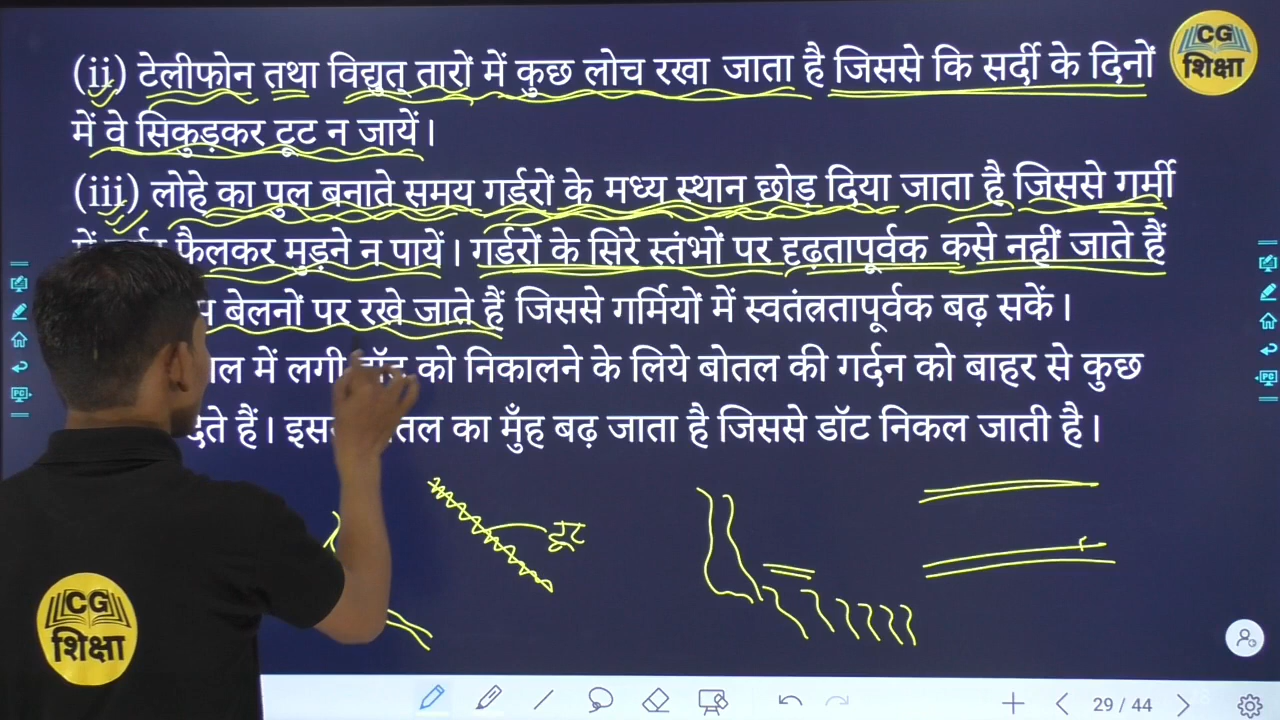 (ii) टेलीफोन तथा विद्युत् तारों में कुछ लोच रखा जाता है जिससे कि सर्दी के दिनों
में वे सिकुड़कर टूट न जायें।
(iii) लोहे का पुल बनाते समय गर्डरों के मध्य स्थान छोड़ दिया जाता है जिससे गर्मी
फैलकर मुड़ने न पायें। गर्डरों के सिरे स्तंभों पर दृढ़तापूर्वक कसे नहीं जाते हैं
बेलनों पर रखे जाते हैं जिससे गर्मियों में स्वतंत्रतापूर्वक बढ़ सकें।
में लगी डॉट को निकालने के लिये बोतल की गर्दन को बाहर से कुछ
देते हैं। का मुँह बढ़ जाता है जिससे डॉट निकल जाती है।
टूट
CG
शिक्षा
CG
शिक्षा
PC
PC
29 / 44